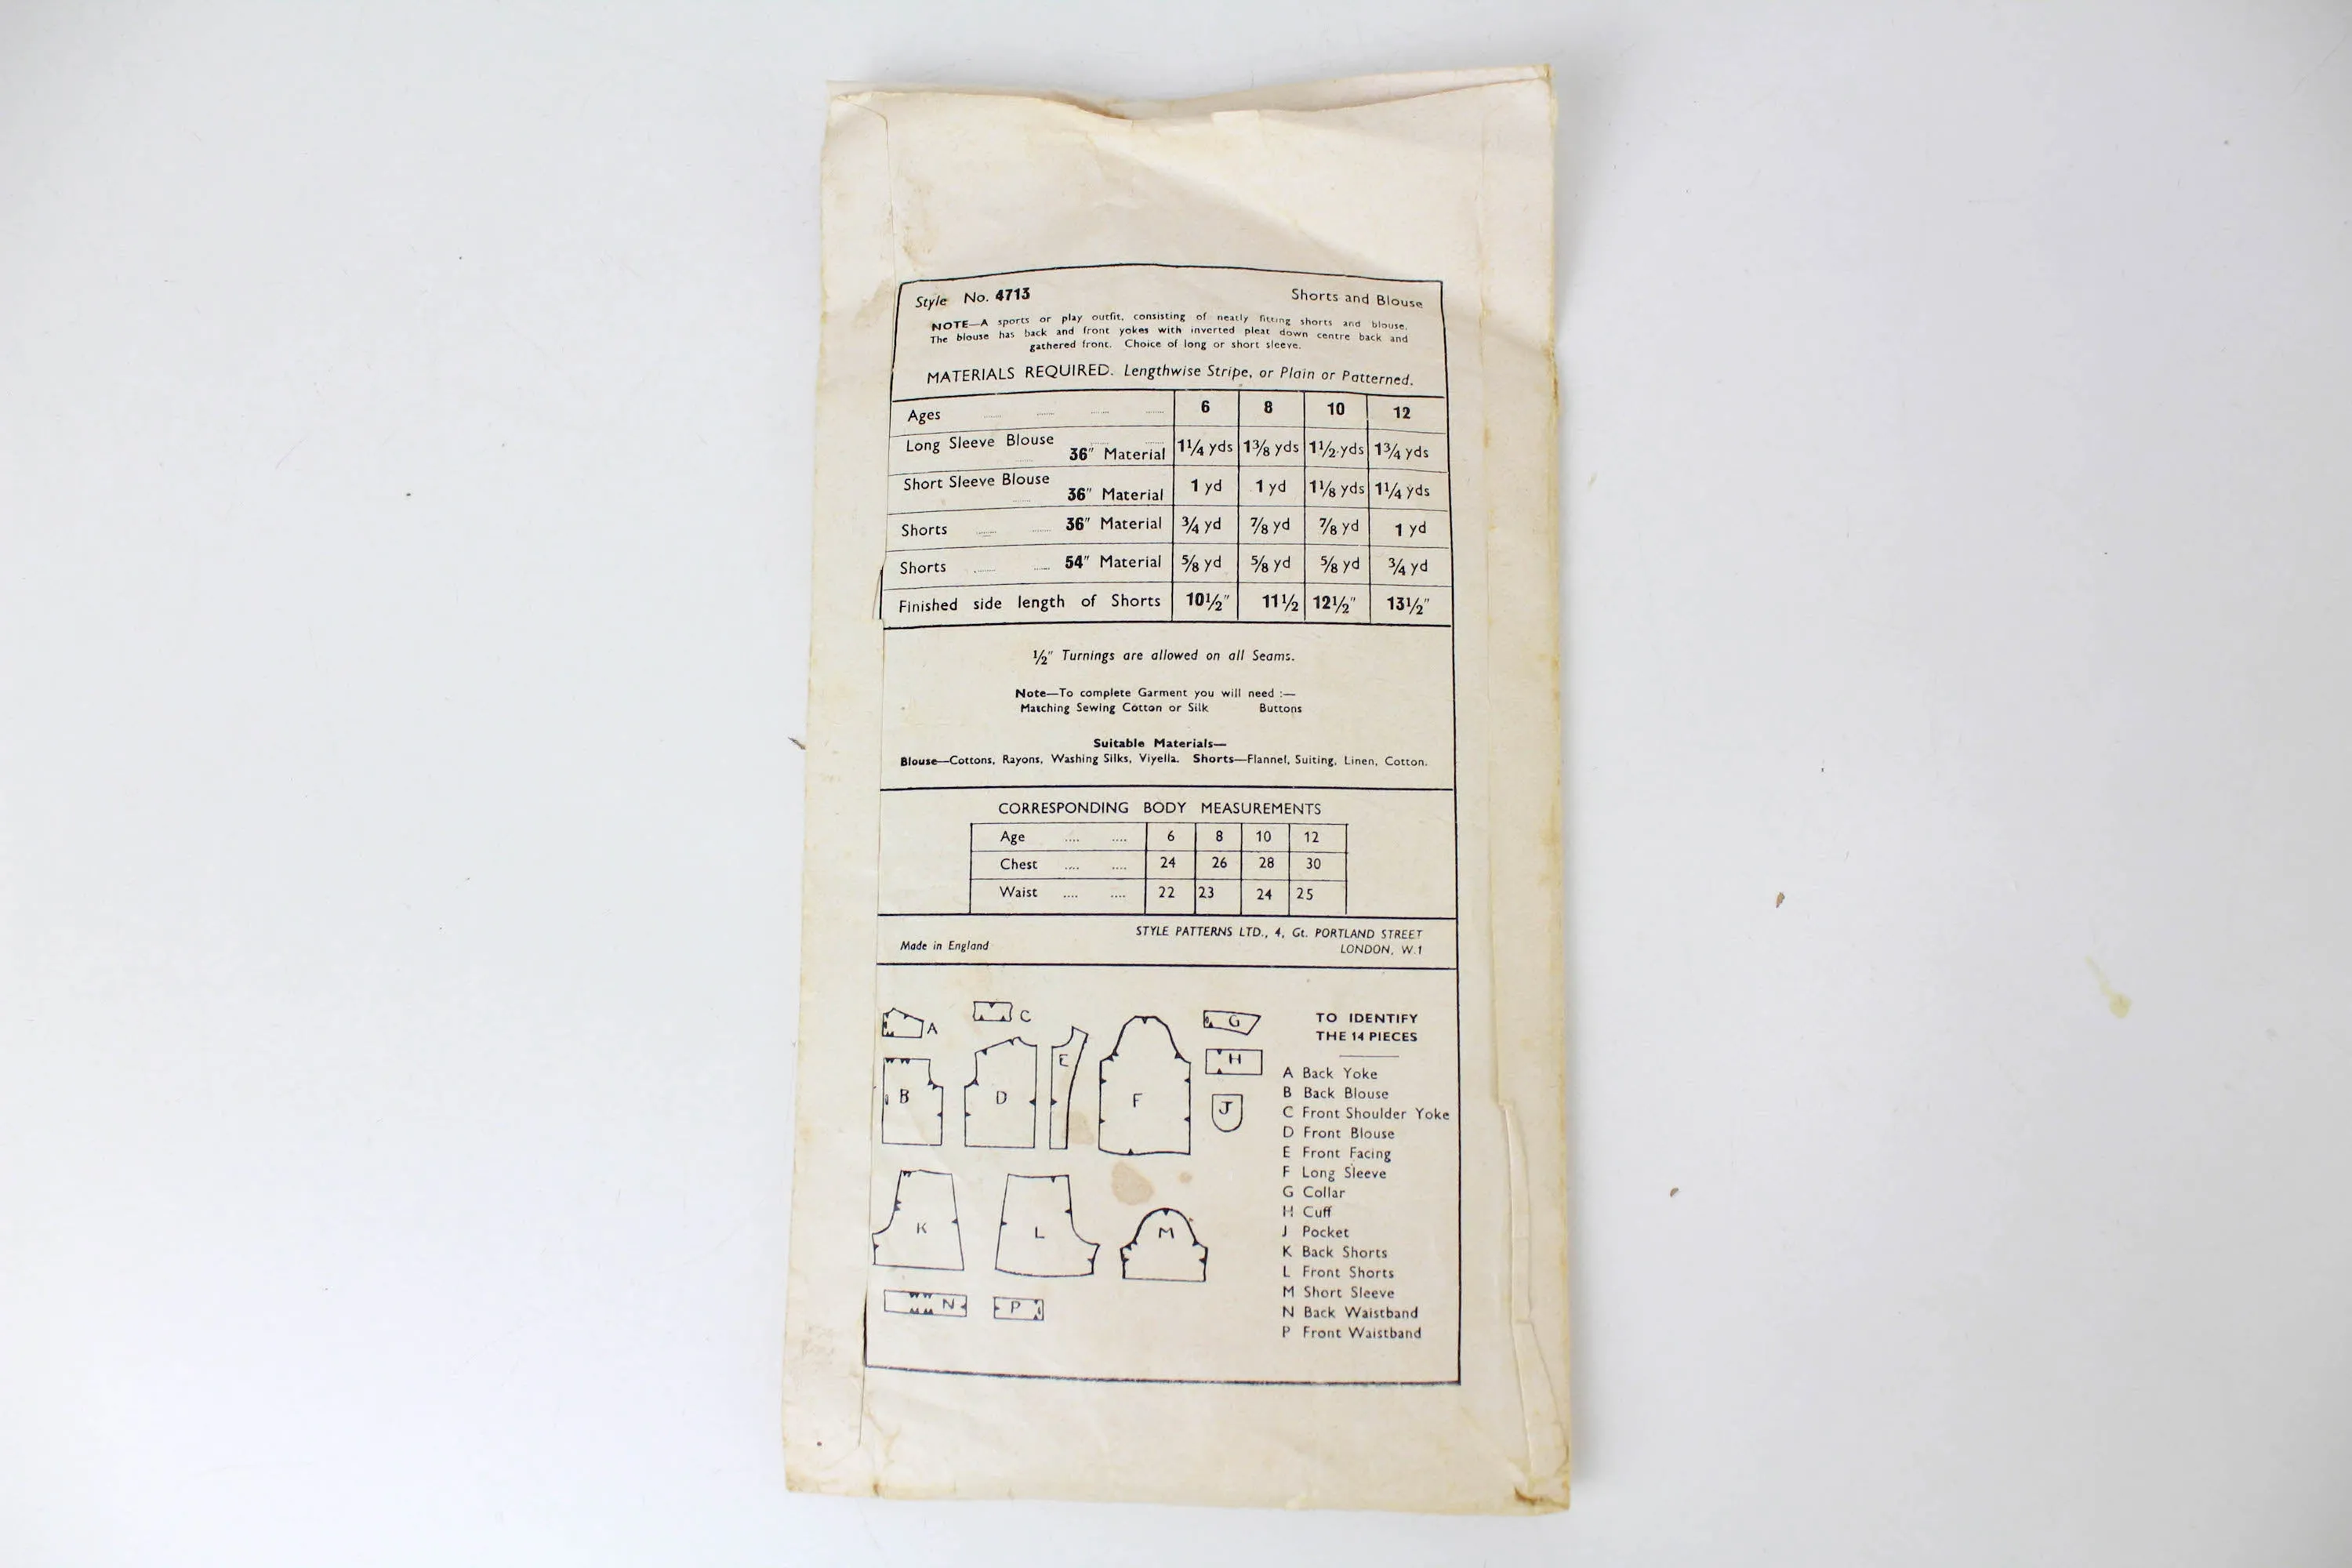 Style No. 4713 Shorts and Blouse
NOTE—A sports or play outfit, consisting of neatly fitting shorts and blouse.
The blouse has back and front yokes with inverted pleat down centre back and
gathered front. Choice of long or short sleeve.
MATERIALS REQUIRED. Lengthwise Stripe, or Plain or Patterned.
Ages 6 8 10 12
Long Sleeve Blouse
36" Material 1¼ yds 1⅜ yds 1½ yds 1¾ yds
Short Sleeve Blouse
36" Material 1 yd 1 yd 1⅛ yds 1¼ yds
Shorts 36" Material ¾ yd ⅞ yd ⅞ yd 1 yd
Shorts 54" Material ⅝ yd ⅝ yd ⅝ yd ¾ yd
Finished side length of Shorts 10½" 11½ 12½" 13½"
½" Turnings are allowed on all Seams.
Note—To complete Garment you will need :—
Matching Sewing Cotton or Silk Buttons
Suitable Materials—
Blouse—Cottons, Rayons, Washing Silks, Viyella. Shorts—Flannel, Suiting, Linen, Cotton.
CORRESPONDING BODY MEASUREMENTS
Age .... .... 6 8 10 12
Chest .... .... 24 26 28 30
Waist .... .... 22 23 24 25
STYLE PATTERNS LTD., 4, Gt. PORTLAND STREET
Made in England LONDON, W.1
A C G
TO IDENTIFY
THE 14 PIECES
B D E F H J
K L M
N P
A Back Yoke
B Back Blouse
C Front Shoulder Yoke
D Front Blouse
E Front Facing
F Long Sleeve
G Collar
H Cuff
J Pocket
K Back Shorts
L Front Shorts
M Short Sleeve
N Back Waistband
P Front Waistband